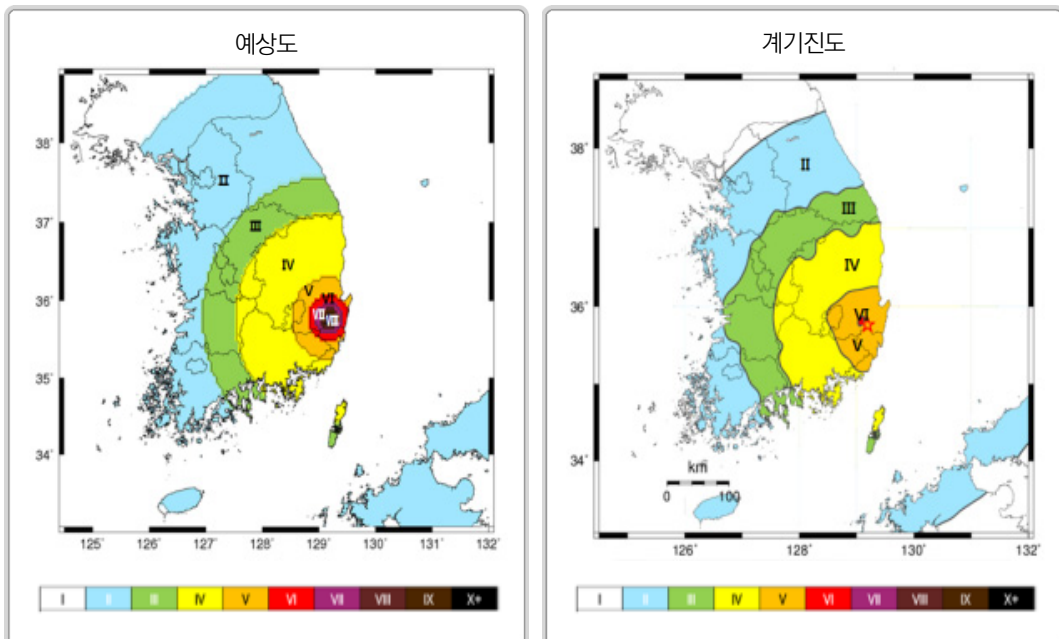 예상도
38˚
37˚
36˚
35˚
34˚
125˚ 126˚ 127˚ 128˚ 129˚ 130˚ 131˚ 132˚
II
III
IV
V
VI
VII
VIII
I II III IV V VI VII VIII IX X+
계기진도
38˚
36˚
34˚
126˚ 128˚ 130˚ 132˚
II
III
IV
VI
V
km
0 100
I II III IV V VI VII VIII IX X+